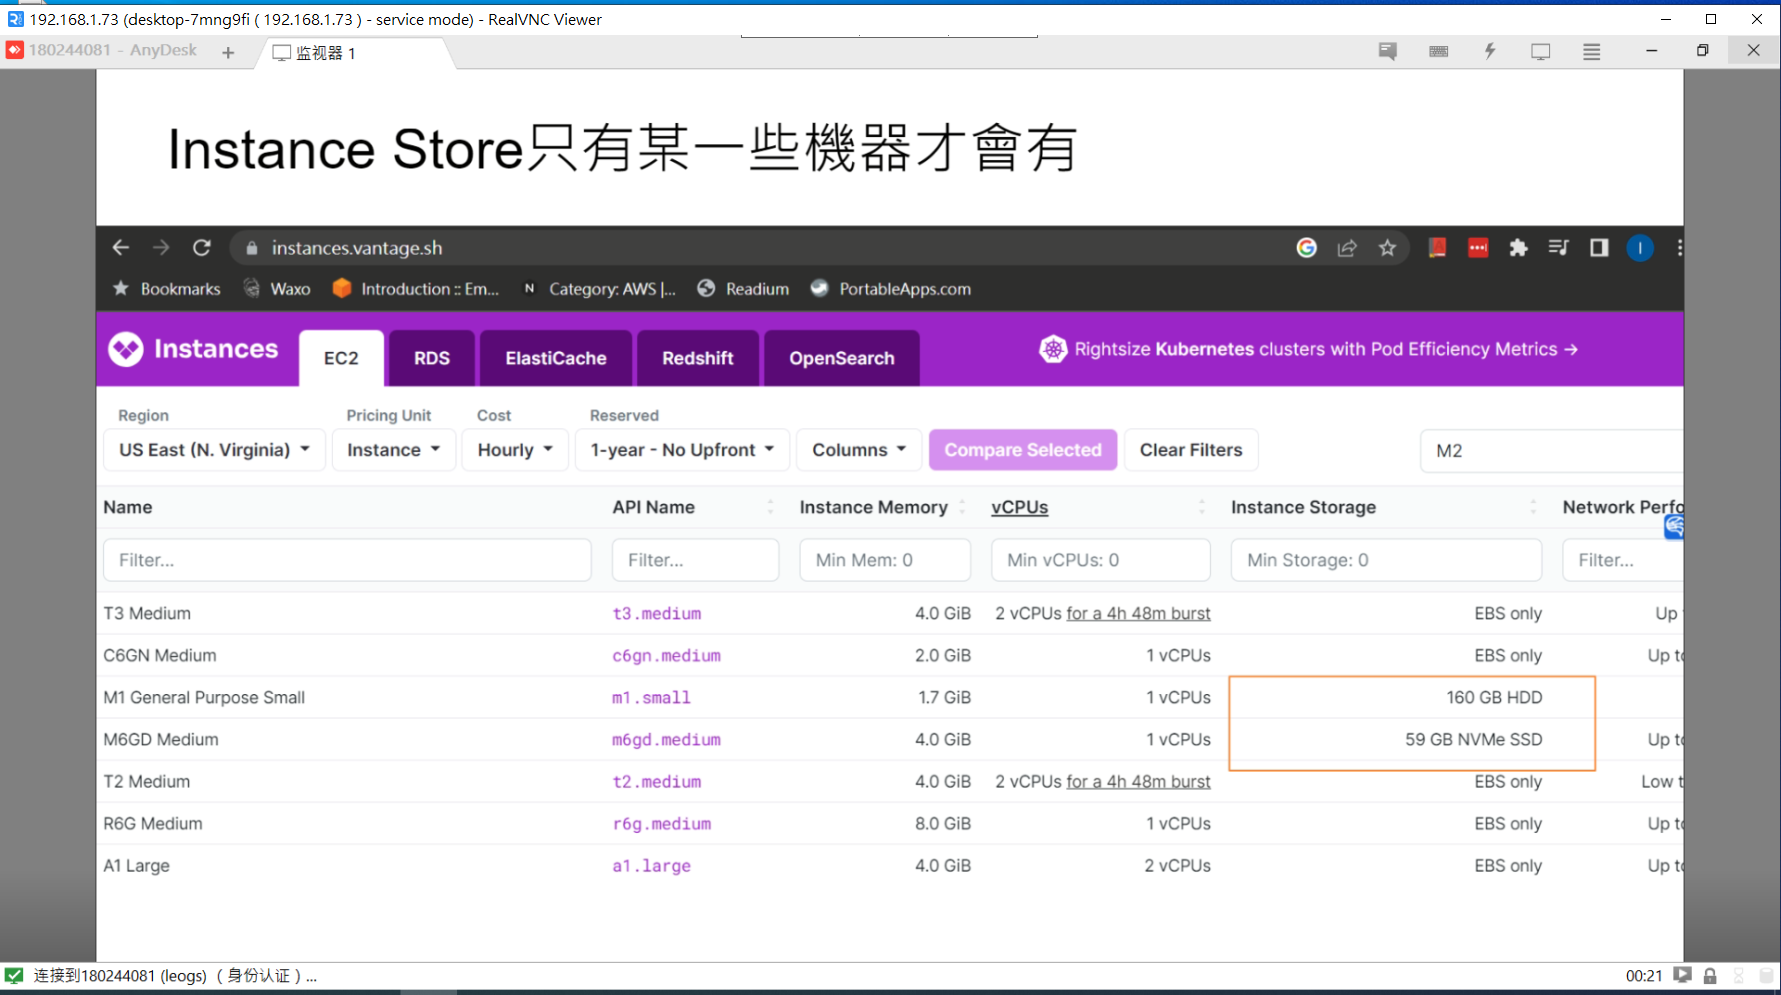 192.168.1.73 (desktop-7mng9fi ( 192.168.1.73 ) - service mode) - RealVNC Viewer
180244081 - AnyDesk
监视器 1
Instance Store只有某一些機器才會有
instances.vantage.sh
Bookmarks Waxo Introduction :: Em... Category: AWS |... Readium PortableApps.com
Instances EC2 RDS ElastiCache Redshift OpenSearch Rightsize Kubernetes clusters with Pod Efficiency Metrics →
Region Pricing Unit Cost Reserved
US East (N. Virginia) Instance Hourly 1-year - No Upfront Columns Compare Selected Clear Filters M2
Name API Name Instance Memory vCPUs Instance Storage Network Perfo
Filter... Filter... Min Mem: 0 Min vCPUs: 0 Min Storage: 0 Filter...
T3 Medium t3.medium 4.0 GiB 2 vCPUs for a 4h 48m burst EBS only Up
C6GN Medium c6gn.medium 2.0 GiB 1 vCPUs EBS only Up to
M1 General Purpose Small m1.small 1.7 GiB 1 vCPUs 160 GB HDD
M6GD Medium m6gd.medium 4.0 GiB 1 vCPUs 59 GB NVMe SSD Up to
T2 Medium t2.medium 4.0 GiB 2 vCPUs for a 4h 48m burst EBS only Low t
R6G Medium r6g.medium 8.0 GiB 1 vCPUs EBS only Up to
A1 Large a1.large 4.0 GiB 2 vCPUs EBS only Up to
连接到180244081 (leogs) （身份认证）... 00:21